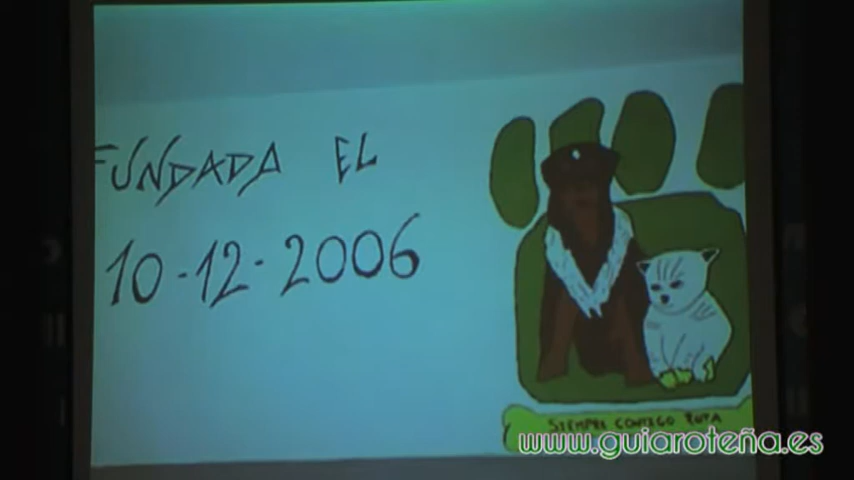 FUNDADA EL
10-12-2006
SIEMPRE CONTIGO ROTA
www.guiaroteña.es